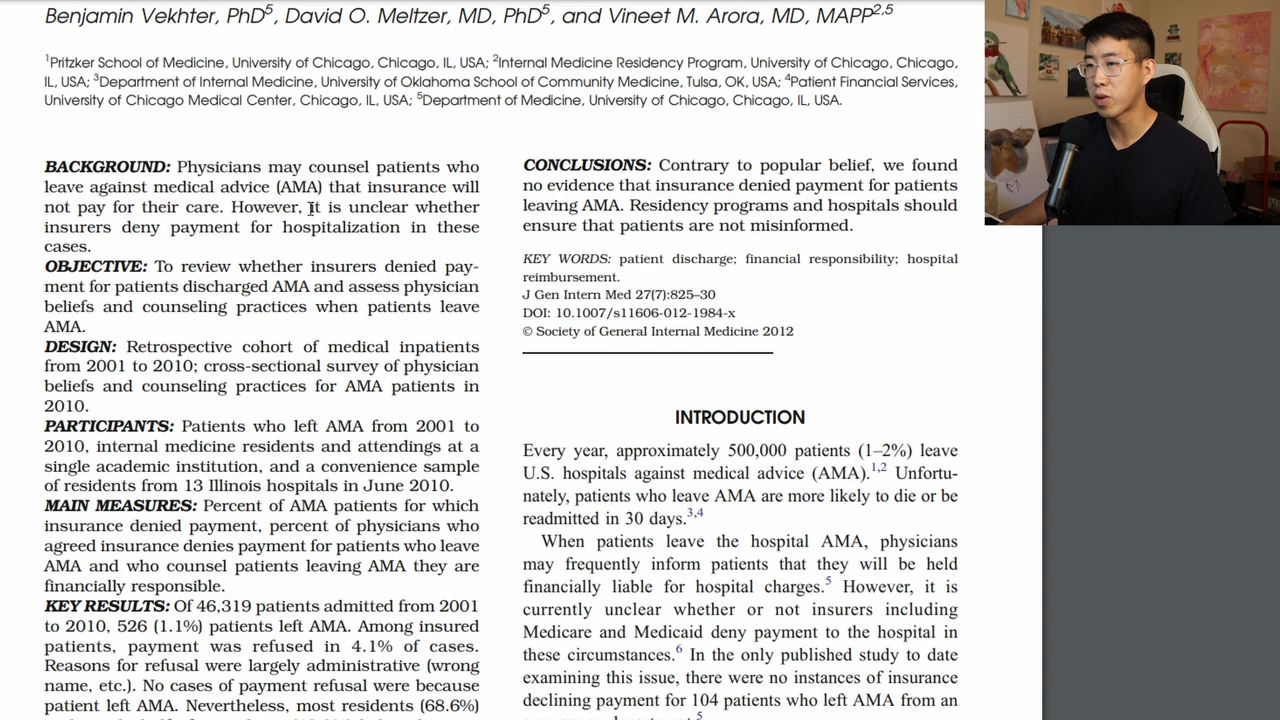 Benjamin Vekhter, PhD5, David O. Meltzer, MD, PhD5, and Vineet M. Arora, MD, MAPP2,5
1Pritzker School of Medicine, University of Chicago, Chicago, IL, USA; 2Internal Medicine Residency Program, University of Chicago, Chicago,
IL, USA; 3Department of Internal Medicine, University of Oklahoma School of Community Medicine, Tulsa, OK, USA; 4Patient Financial Services,
University of Chicago Medical Center, Chicago, IL, USA; 5Department of Medicine, University of Chicago, Chicago, IL, USA.
BACKGROUND: Physicians may counsel patients who
leave against medical advice (AMA) that insurance will
not pay for their care. However, it is unclear whether
insurers deny payment for hospitalization in these
cases.
OBJECTIVE: To review whether insurers denied pay-
ment for patients discharged AMA and assess physician
beliefs and counseling practices when patients leave
AMA.
DESIGN: Retrospective cohort of medical inpatients
from 2001 to 2010; cross-sectional survey of physician
beliefs and counseling practices for AMA patients in
2010.
PARTICIPANTS: Patients who left AMA from 2001 to
2010, internal medicine residents and attendings at a
single academic institution, and a convenience sample
of residents from 13 Illinois hospitals in June 2010.
MAIN MEASURES: Percent of AMA patients for which
insurance denied payment, percent of physicians who
agreed insurance denies payment for patients who leave
AMA and who counsel patients leaving AMA they are
financially responsible.
KEY RESULTS: Of 46,319 patients admitted from 2001
to 2010, 526 (1.1%) patients left AMA. Among insured
patients, payment was refused in 4.1% of cases.
Reasons for refusal were largely administrative (wrong
name, etc.). No cases of payment refusal were because
patient left AMA. Nevertheless, most residents (68.6%)
CONCLUSIONS: Contrary to popular belief, we found
no evidence that insurance denied payment for patients
leaving AMA. Residency programs and hospitals should
ensure that patients are not misinformed.
KEY WORDS: patient discharge; financial responsibility; hospital
reimbursement.
J Gen Intern Med 27(7):825–30
DOI: 10.1007/s11606-012-1984-x
© Society of General Internal Medicine 2012
INTRODUCTION
Every year, approximately 500,000 patients (1–2%) leave
U.S. hospitals against medical advice (AMA).1,2 Unfortu-
nately, patients who leave AMA are more likely to die or be
readmitted in 30 days.3,4
When patients leave the hospital AMA, physicians
may frequently inform patients that they will be held
financially liable for hospital charges.5 However, it is
currently unclear whether or not insurers including
Medicare and Medicaid deny payment to the hospital in
these circumstances.6 In the only published study to date
examining this issue, there were no instances of insurance
declining payment for 104 patients who left AMA from an